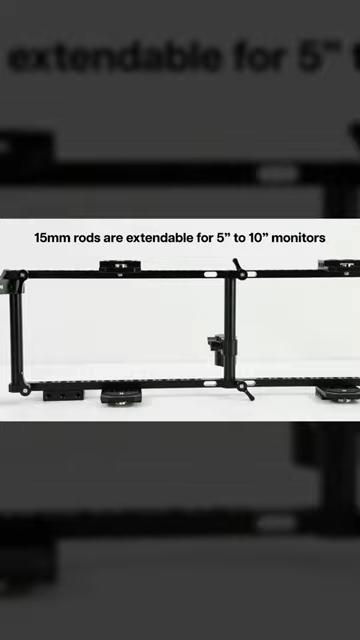 extendable for 5”
15mm rods are extendable for 5” to 10” monitors